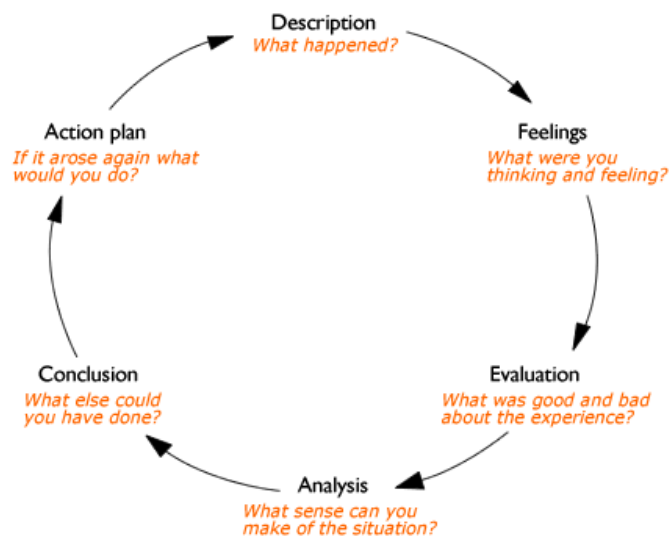 Description
What happened?
Feelings
What were you
thinking and feeling?
Evaluation
What was good and bad
about the experience?
Analysis
What sense can you
make of the situation?
Conclusion
What else could
you have done?
Action plan
If it arose again what
would you do?